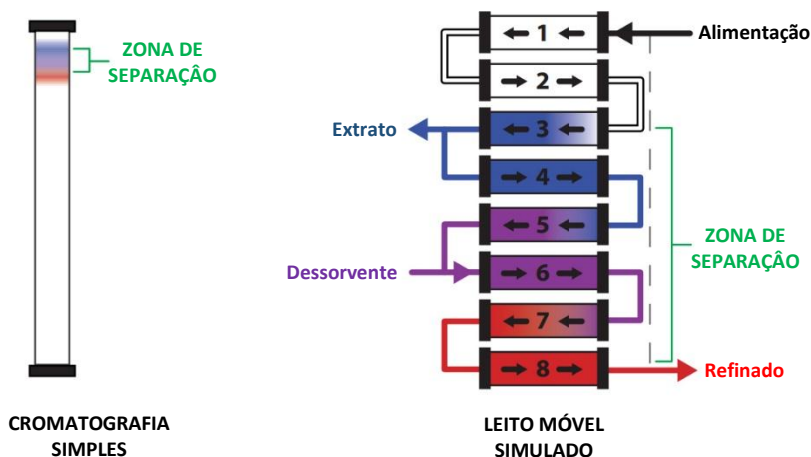 ZONA DE
SEPARAÇÂO
CROMATOGRAFIA
SIMPLES
1
Alimentação
2
Extrato
3
4
5
ZONA DE
SEPARAÇÂO
Dessorvente
6
7
8
Refinado
LEITO MÓVEL
SIMULADO